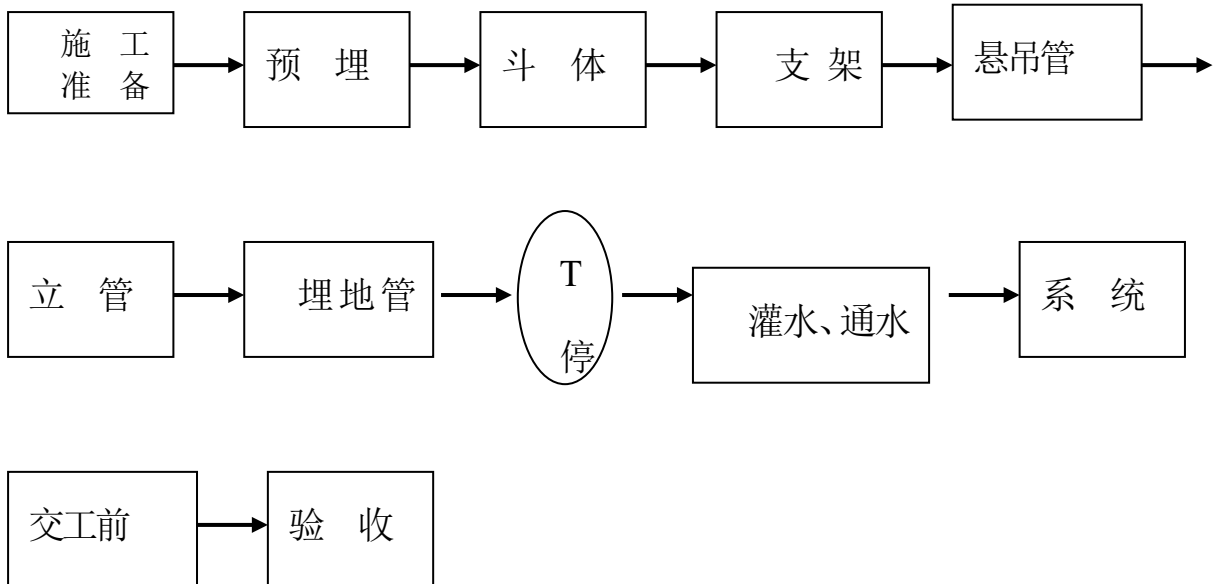 施 工
准 备
预 埋
斗 体
支 架
悬吊管
立 管
埋地管
T
停
灌水、通水
系 统
交工前
验 收